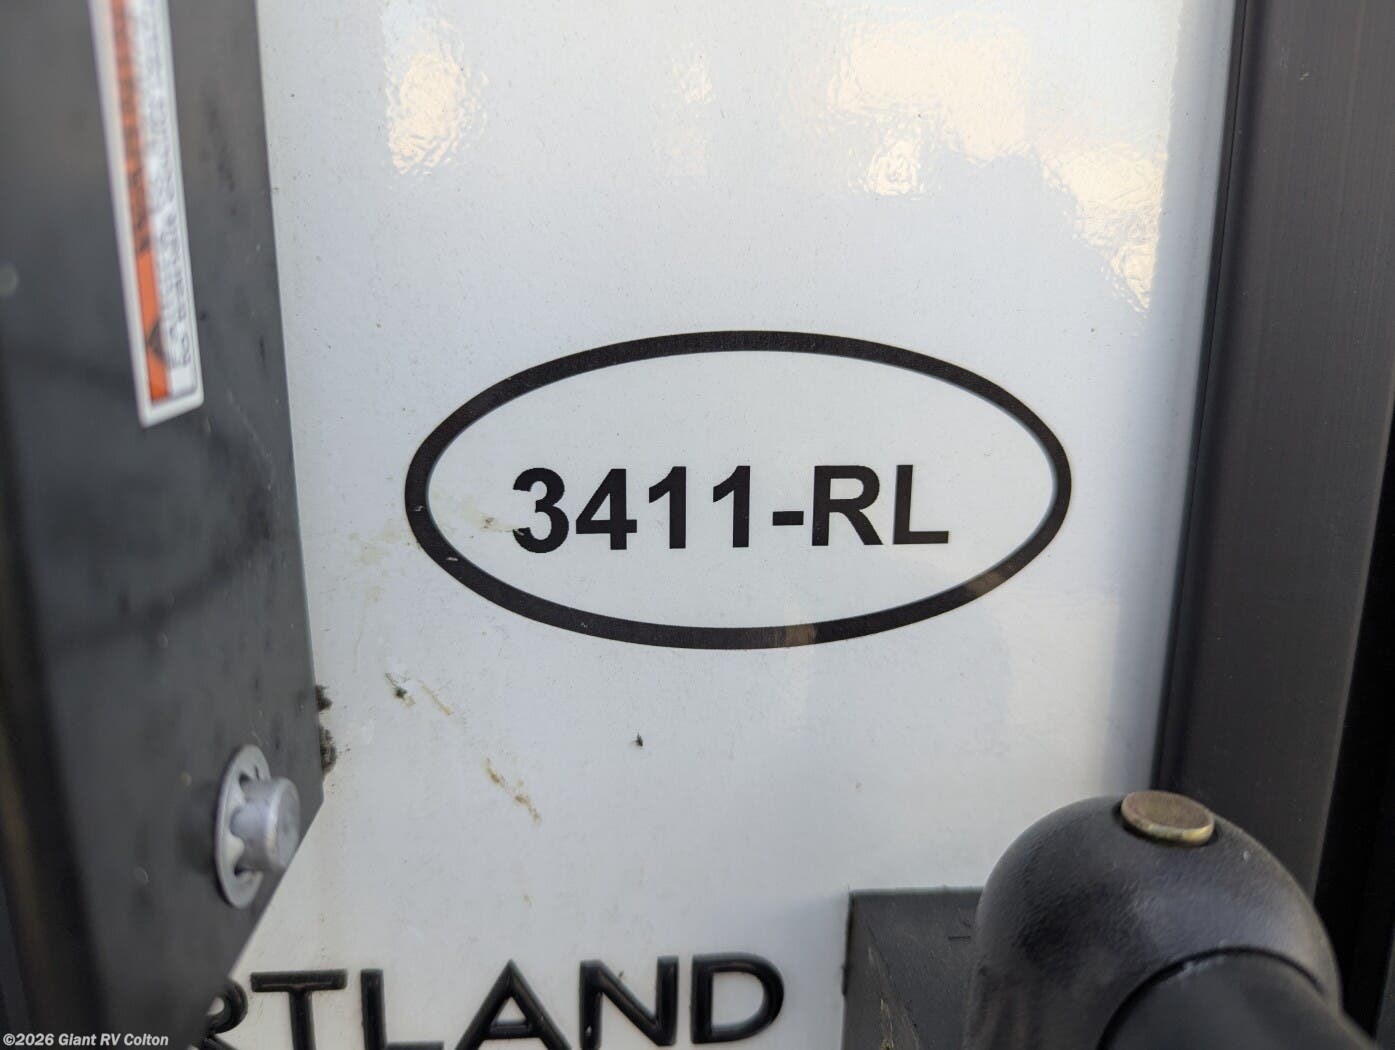 3411-RL
RTLAND
©2026 Giant RV Colton